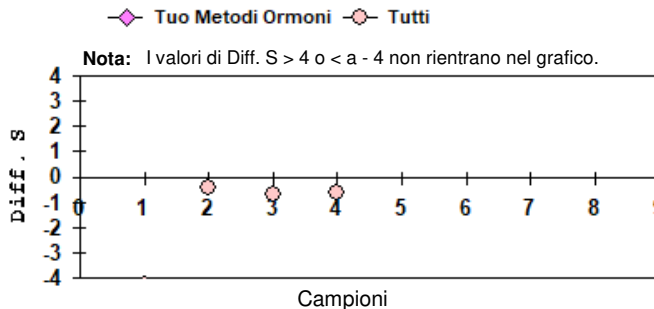 Tuo Metodi Ormoni Tutti
Nota: I valori di Diff. S > 4 o < a - 4 non rientrano nel grafico.
4
3
2
1
0
-1
-2
-3
-4
Diff. S
0 1 2 3 4 5 6 7 8 9
Campioni